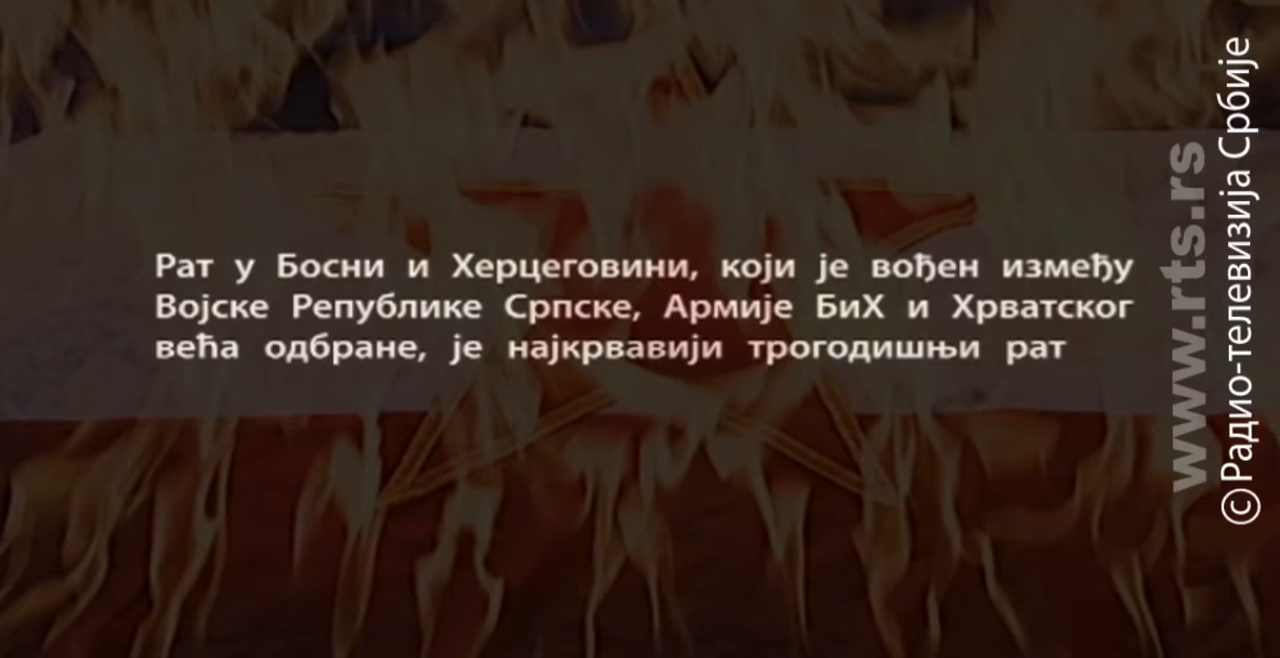 Рат у Босни и Херцеговини, који је вођен између
Војске Републике Српске, Армије БиХ и Хрватског
већа одбране, је најкрвавији трогодишњи рат
www.rts.rs
©Радио-телевизија Србије